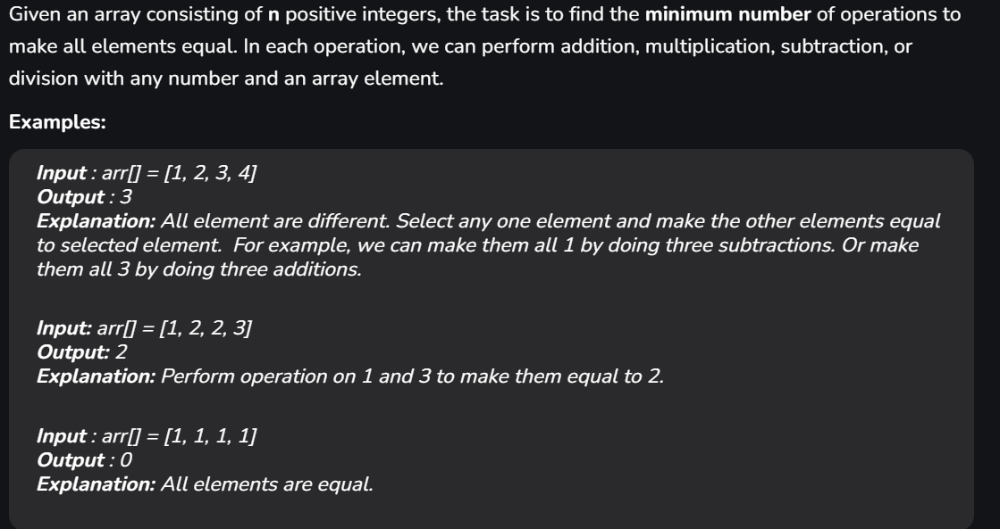 Given an array consisting of n positive integers, the task is to find the minimum number of operations to
make all elements equal. In each operation, we can perform addition, multiplication, subtraction, or
division with any number and an array element.
Examples:
Input : arr[] = [1, 2, 3, 4]
Output : 3
Explanation: All element are different. Select any one element and make the other elements equal
to selected element.  For example, we can make them all 1 by doing three subtractions. Or make
them all 3 by doing three additions.
Input: arr[] = [1, 2, 2, 3]
Output: 2
Explanation: Perform operation on 1 and 3 to make them equal to 2.
Input : arr[] = [1, 1, 1, 1]
Output : 0
Explanation: All elements are equal.